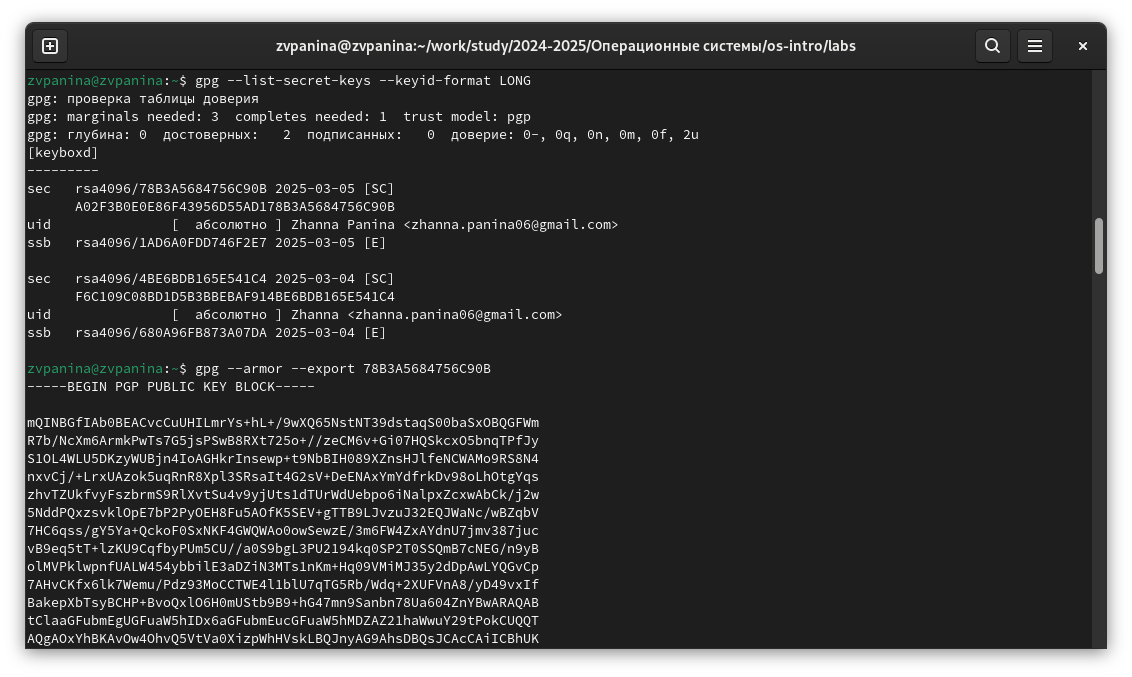 zvpanina@zvpanina:~/work/study/2024-2025/Операционные системы/os-intro/labs
zvpanina@zvpanina:~$ gpg --list-secret-keys --keyid-format LONG
gpg: проверка таблицы доверия
gpg: marginals needed: 3  completes needed: 1  trust model: pgp
gpg: глубина: 0  достоверных:   2  подписанных:   0  доверие: 0-, 0q, 0n, 0m, 0f, 2u
[keyboxd]
---------
sec   rsa4096/78B3A5684756C90B 2025-03-05 [SC]
      A02F3B0E0E86F43956D55AD178B3A5684756C90B
uid               [  абсолютно ] Zhanna Panina <zhanna.panina06@gmail.com>
ssb   rsa4096/1AD6A0FDD746F2E7 2025-03-05 [E]
sec   rsa4096/4BE6BDB165E541C4 2025-03-04 [SC]
      F6C109C08BD1D5B3BBEBAF914BE6BDB165E541C4
uid               [  абсолютно ] Zhanna <zhanna.panina06@gmail.com>
ssb   rsa4096/680A96FB873A07DA 2025-03-04 [E]
zvpanina@zvpanina:~$ gpg --armor --export 78B3A5684756C90B
-----BEGIN PGP PUBLIC KEY BLOCK-----
mQINBGfIAb0BEACvcCuUHILmrYs+hL+/9wXQ65NstNT39dstaqS00baSxOBQGFWm
R7b/NcXm6ArmkPwTs7G5jsPSwB8RXt725o+//zeCM6v+Gi07HQSkcxO5bnqTPfJy
S1OL4WLU5DKzyWUBjn4IoAGHkrInsewp+t9NbBIH089XZnsHJlfeNCWAMo9RS8N4
nxvCj/+LrxUAzok5uqRnR8Xpl3SRsaIt4G2sV+DeENAxYmYdfrkDv98oLhOtgYqs
zhvTZUkfvyFszbrmS9RlXvtSu4v9yjUts1dTUrWdUebpo6iNalpxZcxwAbCk/j2w
5NddPQxzsvklOpE7bP2PyOEH8Fu5AOfK5SEV+gTTB9LJvzuJ32EQJWaNc/wBZqbV
7HC6qss/gY5Ya+QckoF0SxNKF4GWQWAo0owSewzE/3m6FW4ZxAYdnU7jmv387juc
vB9eq5tT+lzKU9CqfbyPUm5CU//a0S9bgL3PU2194kq0SP2T0SSQmB7cNEG/n9yB
olMVPklwpnfUALW454ybbilE3aDZiN3MTs1nKm+Hq09VMiMJ35y2dDpAwLYQGvCp
7AHvCKfx6lk7Wemu/Pdz93MoCCTWE4l1blU7qTG5Rb/Wdq+2XUFVnA8/yD49vxIf
BakepXbTsyBCHP+BvoQxlO6H0mUStb9B9+hG47mn9Sanbn78Ua604ZnYBwARAQAB
tClaaGFubmEgUGFuaW5hIDx6aGFubmEucGFuaW5hMDZAZ21haWwuY29tPokCUQQT
AQgAOxYhBKAvOw4OhvQ5VtVa0XizpWhHVskLBQJnyAG9AhsDBQsJCAcCAiICBhUK